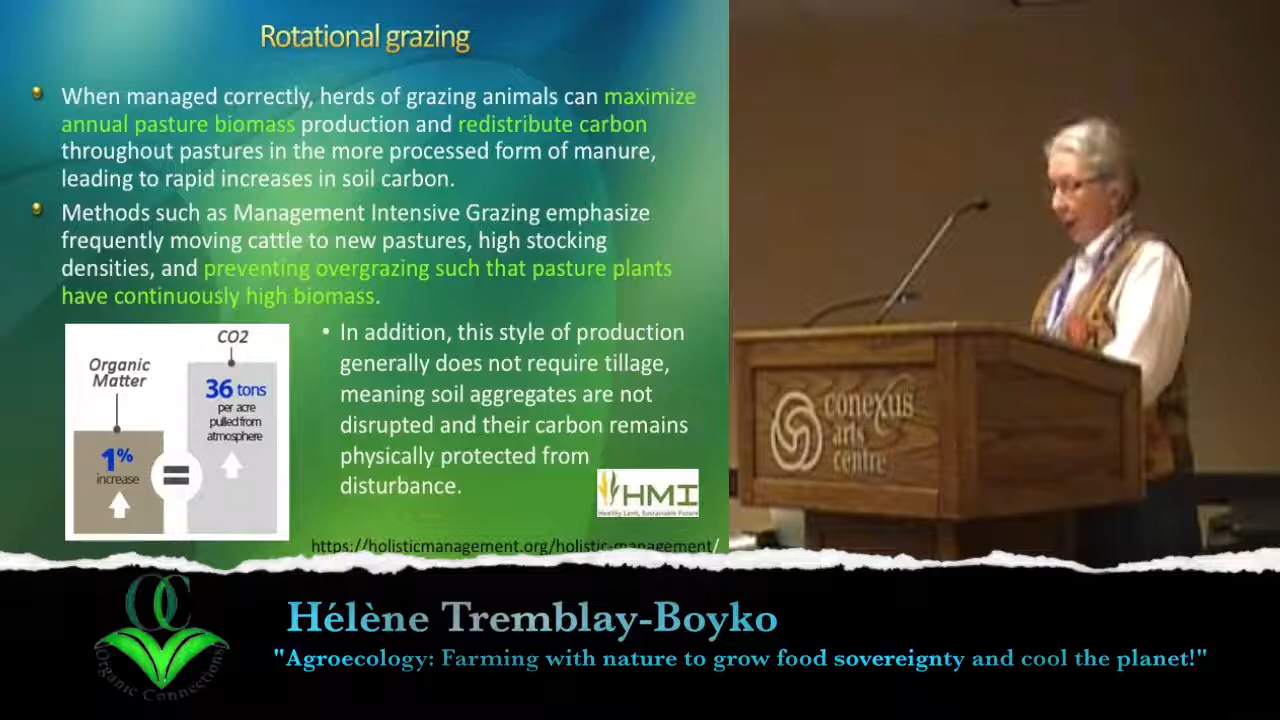 Rotational grazing
When managed correctly, herds of grazing animals can maximize
annual pasture biomass production and redistribute carbon
throughout pastures in the more processed form of manure,
leading to rapid increases in soil carbon.
Methods such as Management Intensive Grazing emphasize
frequently moving cattle to new pastures, high stocking
densities, and preventing overgrazing such that pasture plants
have continuously high biomass.
• In addition, this style of production
generally does not require tillage,
meaning soil aggregates are not
disrupted and their carbon remains
physically protected from
disturbance.
Organic
Matter
1%
increase
=
CO2
36 tons
per acre
pulled from
atmosphere
HMI
Healthy Land, Sustainable Future
https://holisticmanagement.org/holistic-management/
conexus
arts
centre
OC
Organic Connections
Hélène Tremblay-Boyko
"Agroecology: Farming with nature to grow food sovereignty and cool the planet!"